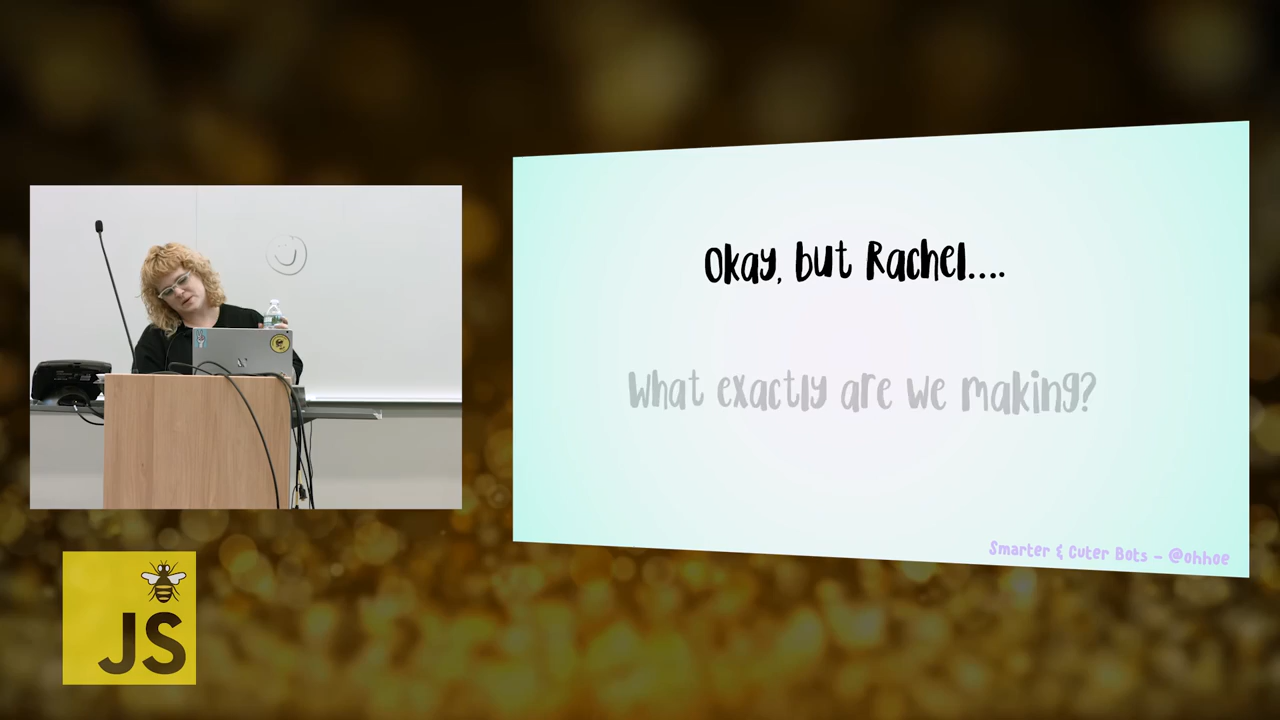 Okay, but Rachel....
What exactly are we making?
Smarter & Cuter Bots - @ohhoe
JS